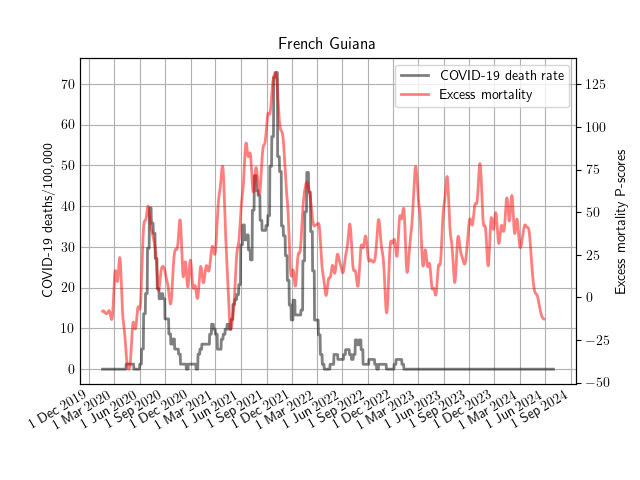 French Guiana
COVID-19 death rate
Excess mortality
COVID-19 deaths/100,000
70
60
50
40
30
20
10
0
Excess mortality P-scores
125
100
75
50
25
0
−25
−50
1 Dec 2019
1 Mar 2020
1 Jun 2020
1 Sep 2020
1 Dec 2020
1 Mar 2021
1 Jun 2021
1 Sep 2021
1 Dec 2021
1 Mar 2022
1 Jun 2022
1 Sep 2022
1 Dec 2022
1 Mar 2023
1 Jun 2023
1 Sep 2023
1 Dec 2023
1 Mar 2024
1 Jun 2024
1 Sep 2024